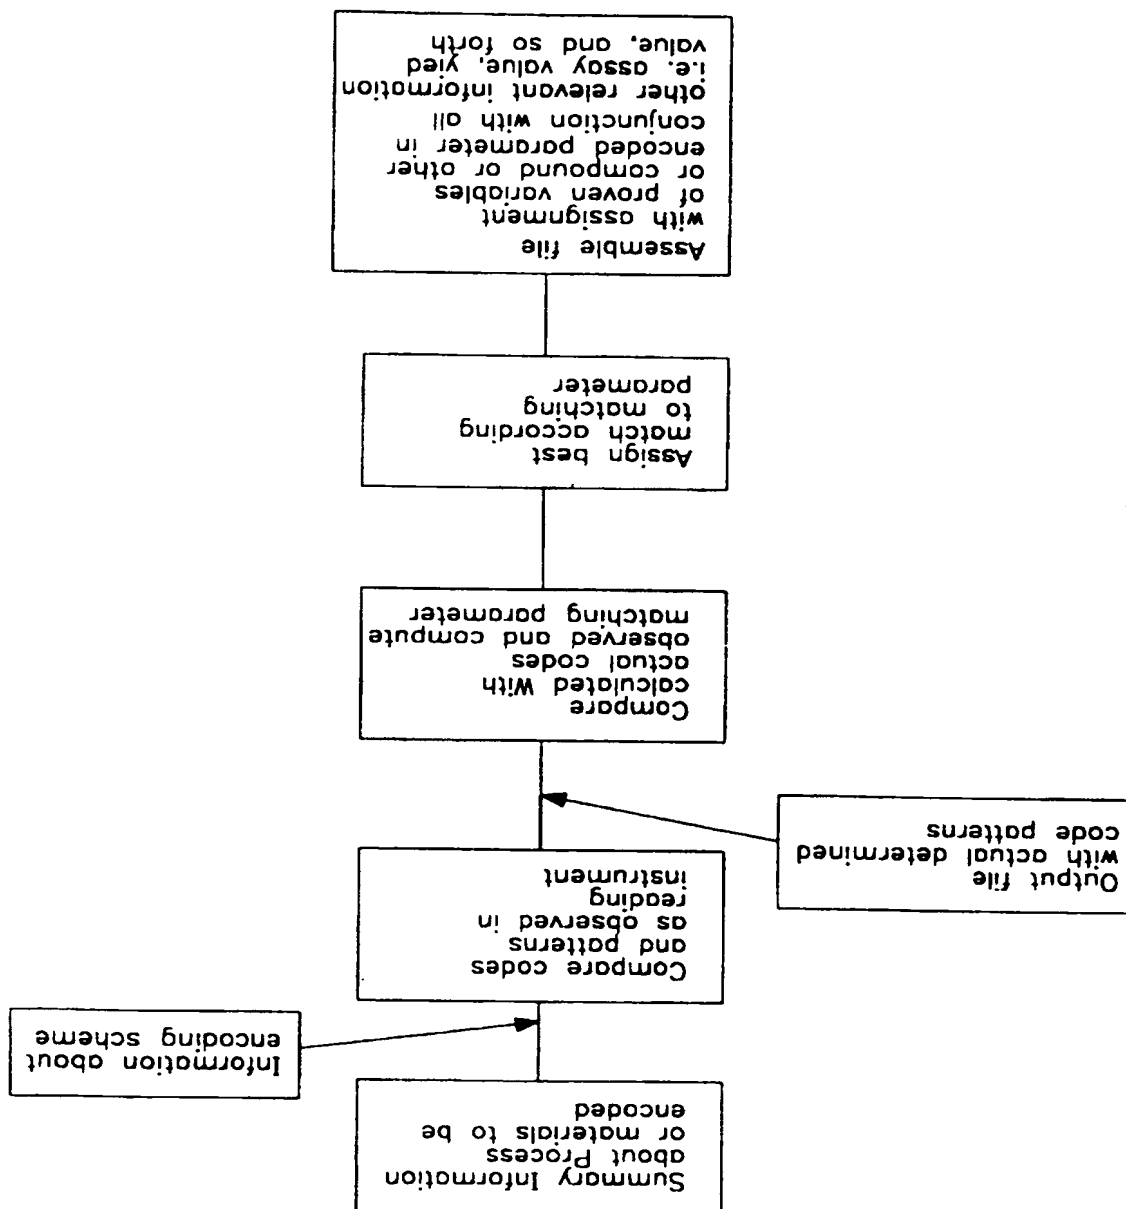 Summary Information
about Process
or materials to be
encoded
Information about
encoding scheme
Compare codes
and patterns
as observed in
reading
instrument
Output file
with actual determined
code patterns
Compare
calculated With
actual codes
observed and compute
matching parameter
Assign best
match according
to matching
parameter
Assemble file
with assignment
of proven variables
or compound or other
encoded parameter in
conjunction with all
other relevant information
i.e. assay value, yied
value, and so forth